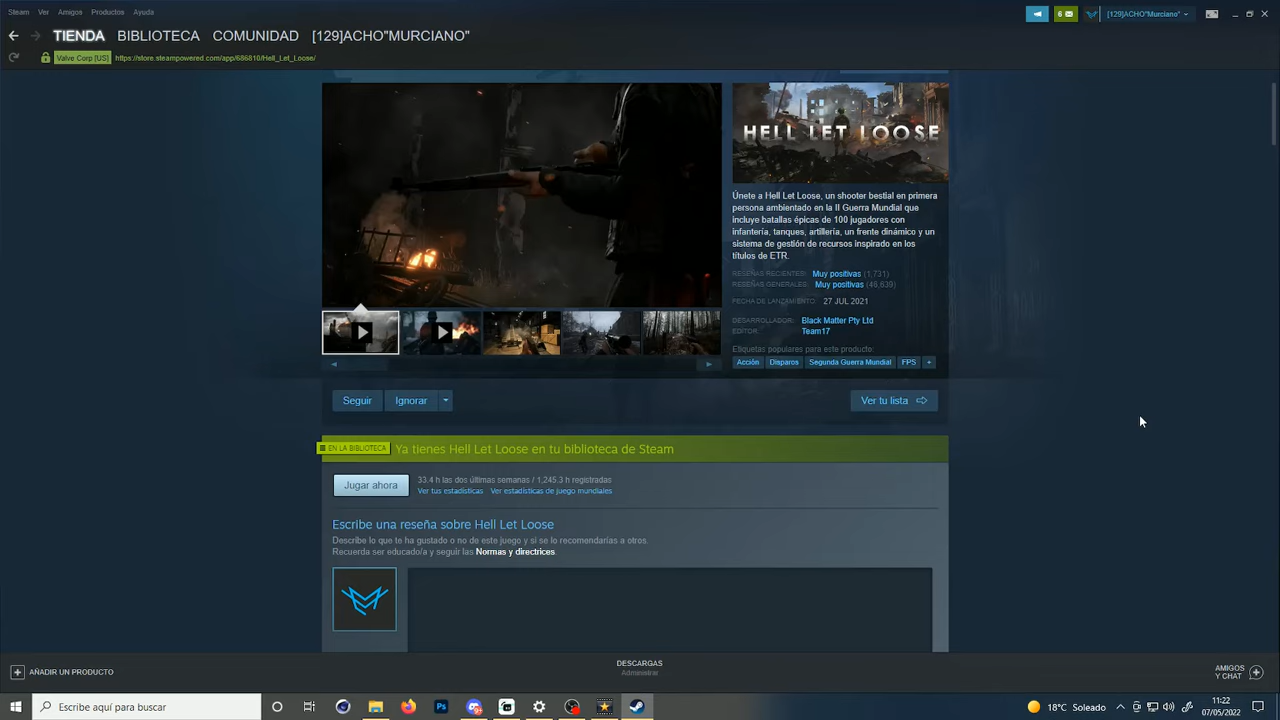 Steam Ver Amigos Productos Ayuda
6 [129]ACHO"Murciano"
TIENDA BIBLIOTECA COMUNIDAD [129]ACHO"MURCIANO"
Valve Corp [US] https://store.steampowered.com/app/686810/Hell_Let_Loose/
HELL LET LOOSE
Únete a Hell Let Loose, un shooter bestial en primera
persona ambientado en la II Guerra Mundial que
incluye batallas épicas de 100 jugadores con
infantería, tanques, artillería, un frente dinámico y un
sistema de gestión de recursos inspirado en los
títulos de ETR.
RESEÑAS RECIENTES: Muy positivas (1,731)
RESEÑAS GENERALES: Muy positivas (46,639)
FECHA DE LANZAMIENTO: 27 JUL 2021
DESARROLLADOR: Black Matter Pty Ltd
EDITOR: Team17
Etiquetas populares para este producto:
Acción Disparos Segunda Guerra Mundial FPS +
Seguir Ignorar Ver tu lista
EN LA BIBLIOTECA Ya tienes Hell Let Loose en tu biblioteca de Steam
Jugar ahora
33.4 h las dos últimas semanas / 1,245.3 h registradas
Ver tus estadísticas Ver estadísticas de juego mundiales
Escribe una reseña sobre Hell Let Loose
Describe lo que te ha gustado o no de este juego y si se lo recomendarías a otros.
Recuerda ser educado/a y seguir las Normas y directrices.
AÑADIR UN PRODUCTO
DESCARGAS
Administrar
AMIGOS
Y CHAT
Escribe aquí para buscar
Ps
18°C Soleado
11:22
07/05/2022